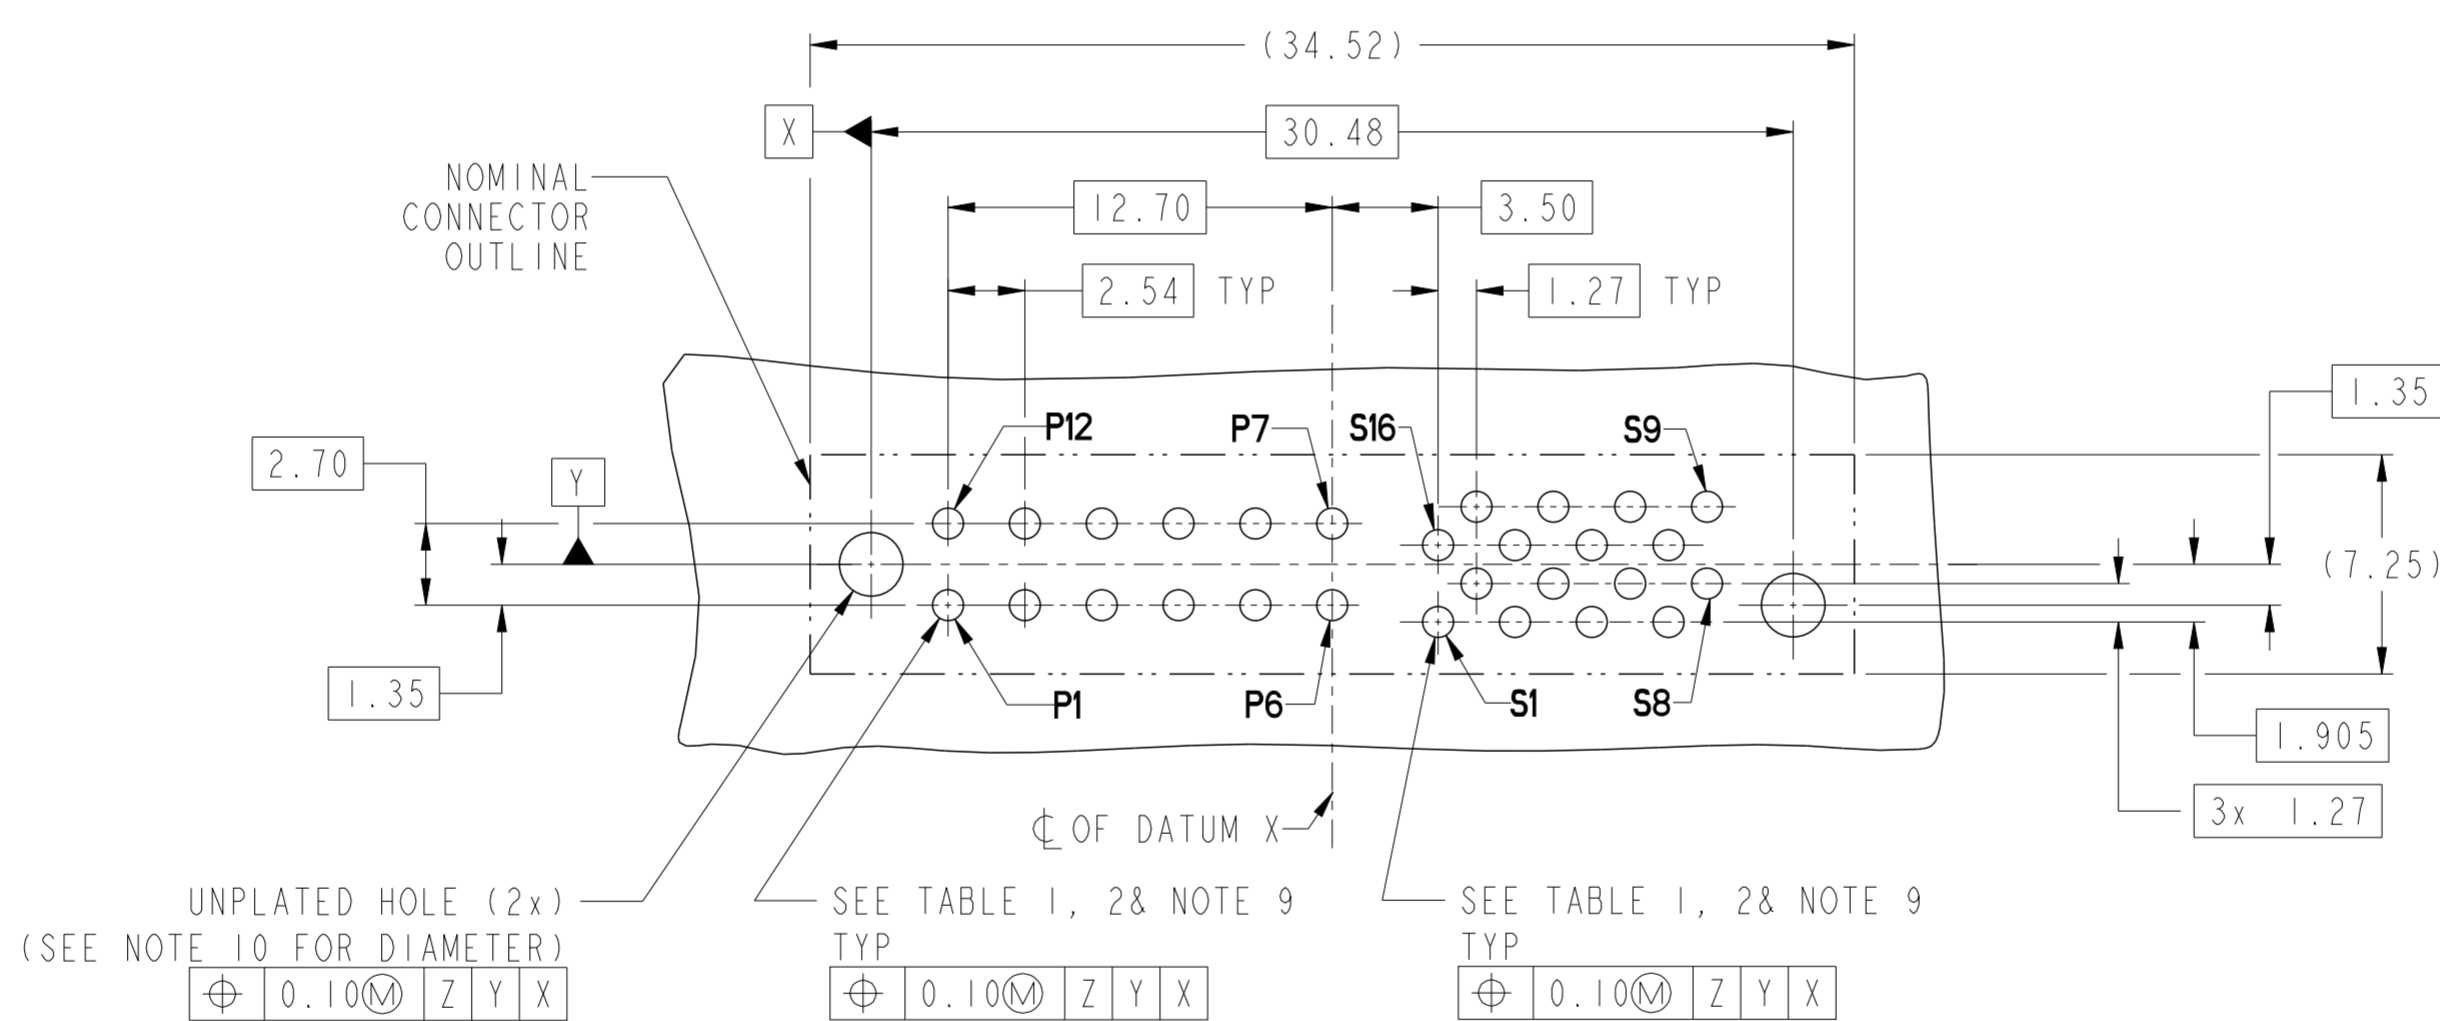 (34.52)
X
30.48
NOMINAL
CONNECTOR
OUTLINE
12.70
3.50
2.54 TYP
1.27 TYP
1.35
P12
P7
S16
S9
2.70
Y
(7.25)
1.35
P1
P6
S1
S8
1.905
3x 1.27
℄ OF DATUM X
UNPLATED HOLE (2x)
(SEE NOTE 10 FOR DIAMETER)
⌖ 0.10Ⓜ Z Y X
SEE TABLE 1, 2& NOTE 9
TYP
⌖ 0.10Ⓜ Z Y X
SEE TABLE 1, 2& NOTE 9
TYP
⌖ 0.10Ⓜ Z Y X